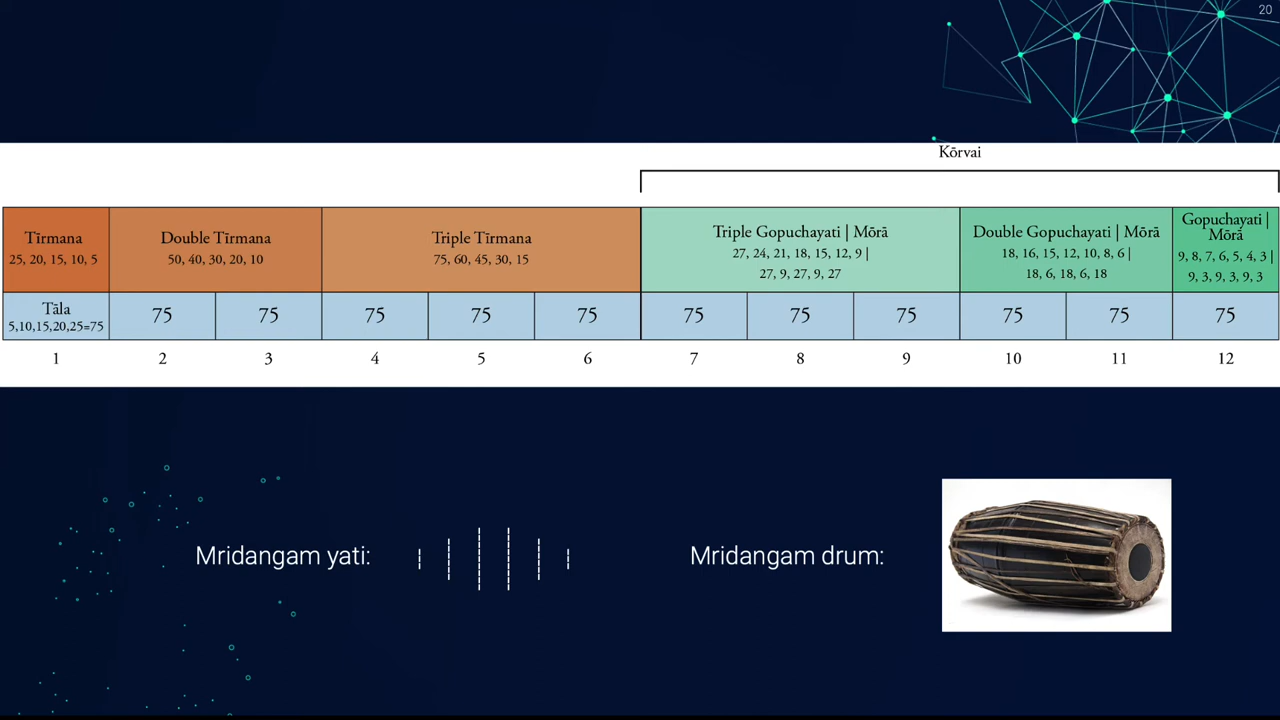 20
Kōrvai
Tīrmana
25, 20, 15, 10, 5
Double Tīrmana
50, 40, 30, 20, 10
Triple Tīrmana
75, 60, 45, 30, 15
Triple Gopuchayati | Mōrā
27, 24, 21, 18, 15, 12, 9 |
27, 9, 27, 9, 27
Double Gopuchayati | Mōrā
18, 16, 15, 12, 10, 8, 6 |
18, 6, 18, 6, 18
Gopuchayati |
Mōrā
9, 8, 7, 6, 5, 4, 3 |
9, 3, 9, 3, 9, 3
Tāla
5,10,15,20,25=75
75 75 75 75 75 75 75 75 75 75 75
1 2 3 4 5 6 7 8 9 10 11 12
Mridangam yati:
Mridangam drum: